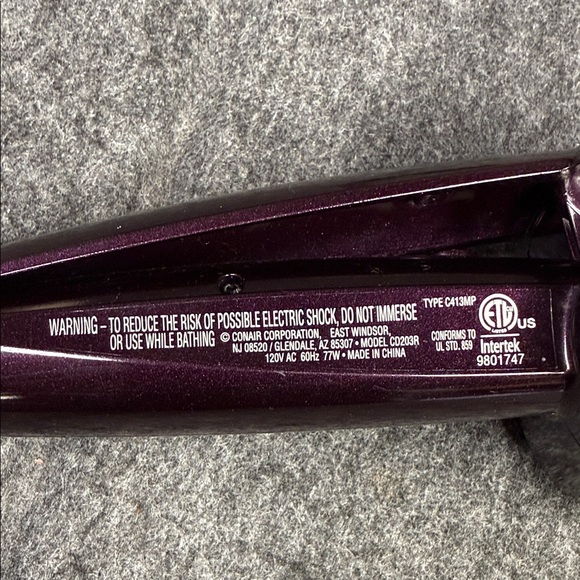 WARNING – TO REDUCE THE RISK OF POSSIBLE ELECTRIC SHOCK, DO NOT IMMERSE
OR USE WHILE BATHING © CONAIR CORPORATION, EAST WINDSOR,
NJ 08520 / GLENDALE, AZ 85307 • MODEL CD203R
120V AC 60Hz 77W • MADE IN CHINA
TYPE C413MP
CONFORMS TO
UL STD. 859
ETL
US
Intertek
9801747